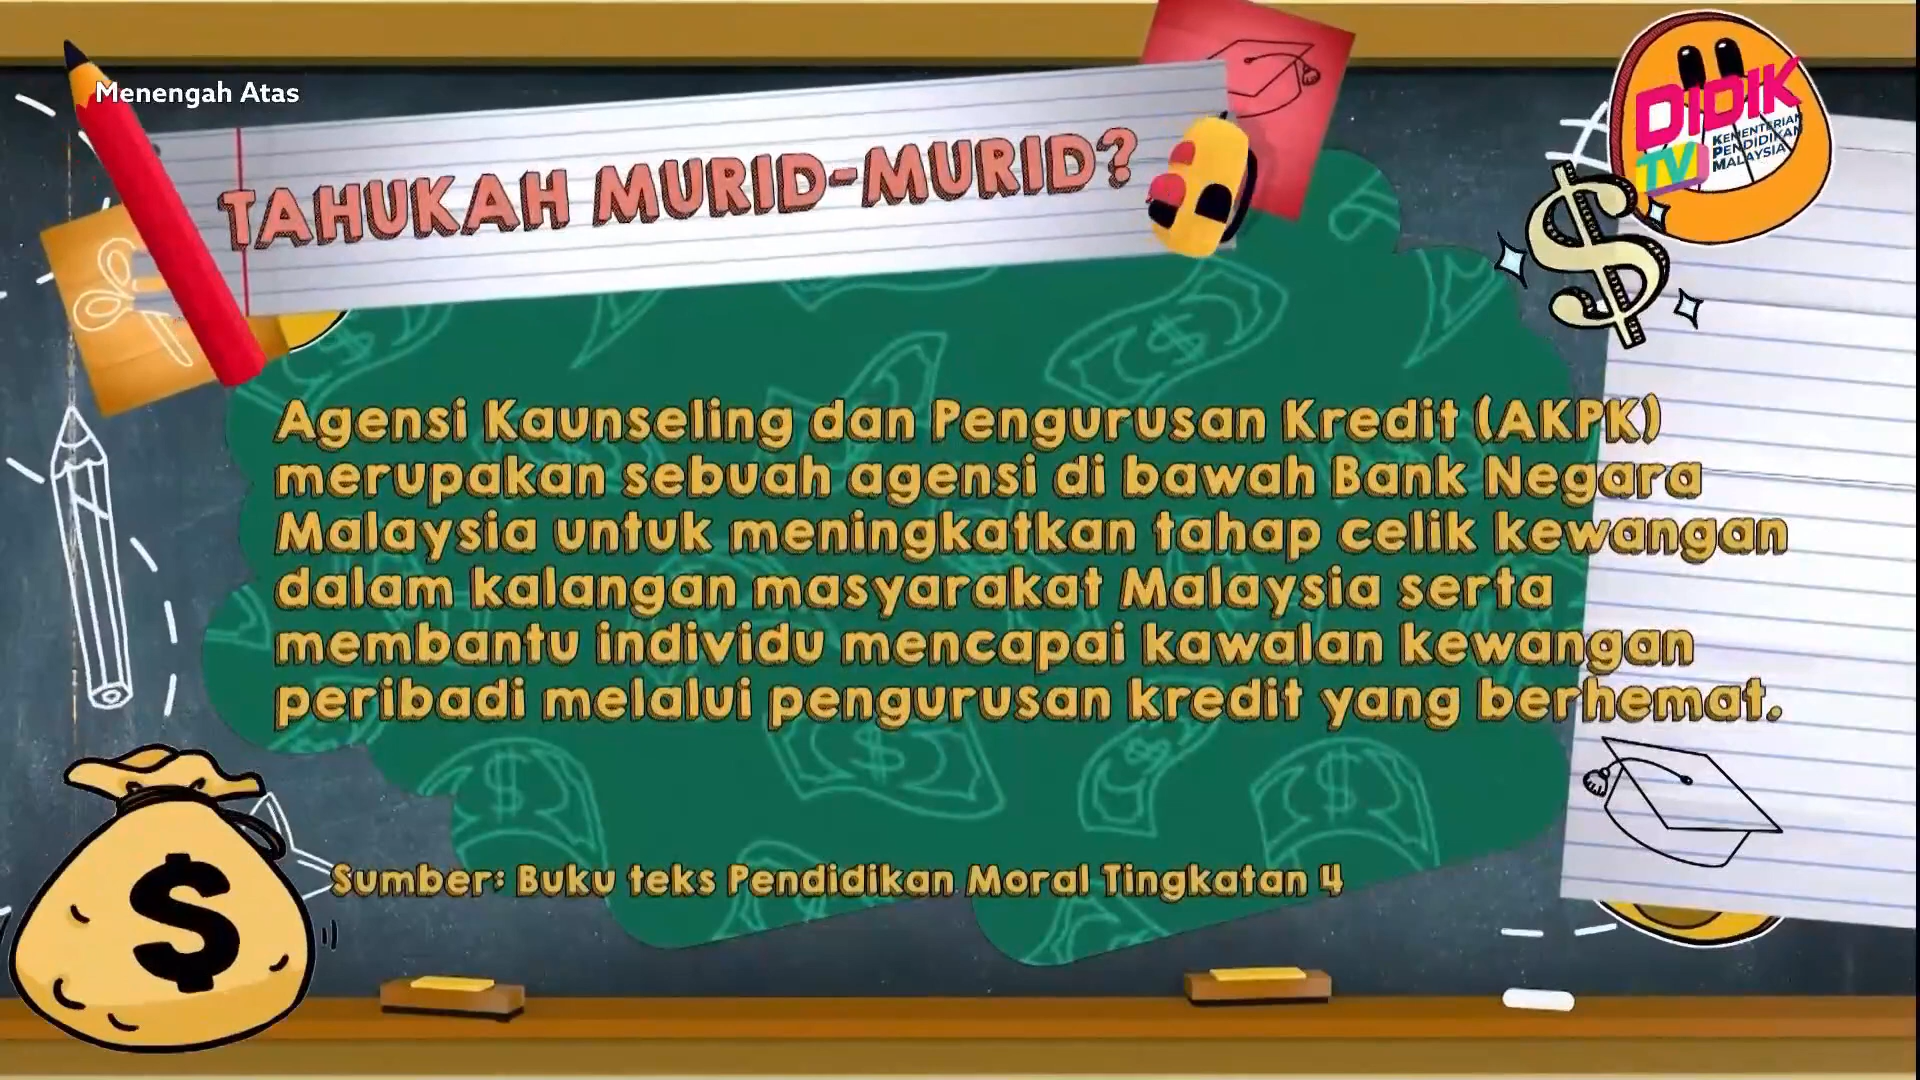 Menengah Atas
TAHUKAH MURID-MURID?
DIDIK
TV
KEMENTERIAN
PENDIDIKAN
MALAYSIA
Agensi Kaunseling dan Pengurusan Kredit (AKPK)
merupakan sebuah agensi di bawah Bank Negara
Malaysia untuk meningkatkan tahap celik kewangan
dalam kalangan masyarakat Malaysia serta
membantu individu mencapai kawalan kewangan
peribadi melalui pengurusan kredit yang berhemat.
Sumber: Buku teks Pendidikan Moral Tingkatan 4